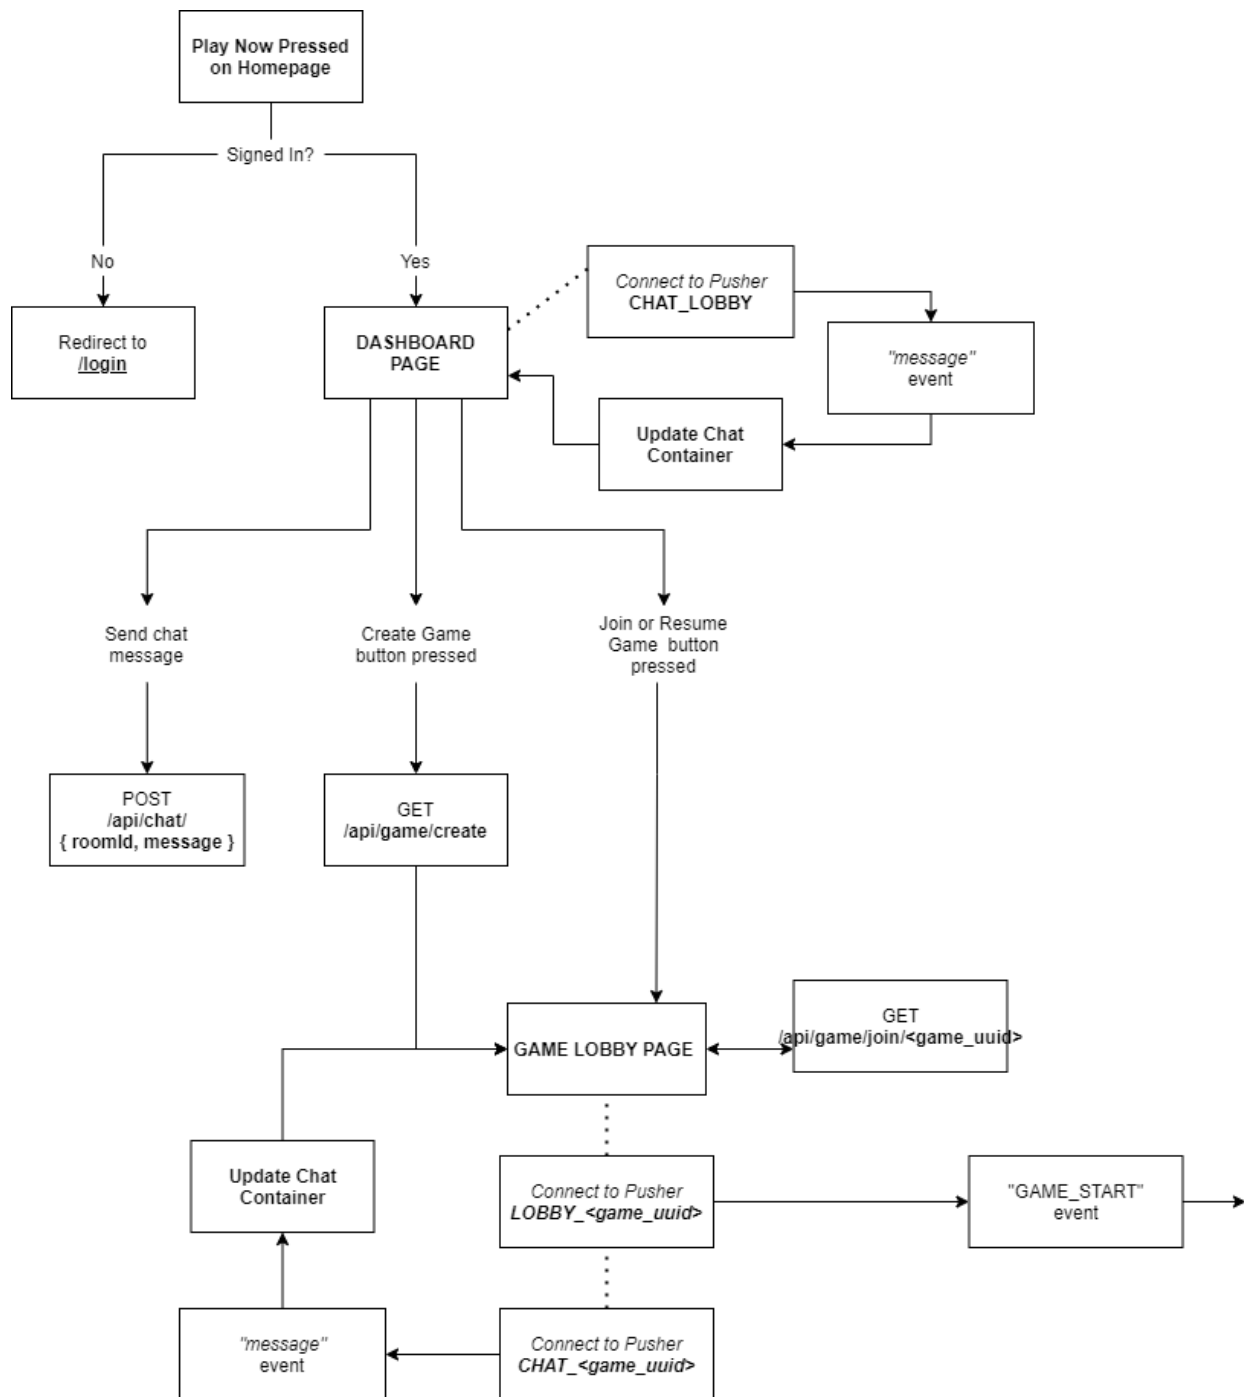 Play Now Pressed
on Homepage
Signed In?
No
Yes
Redirect to
/login
DASHBOARD
PAGE
Connect to Pusher
CHAT_LOBBY
"message"
event
Update Chat
Container
Send chat
message
Create Game
button pressed
Join or Resume
Game button
pressed
POST
/api/chat/
{ roomId, message }
GET
/api/game/create
GAME LOBBY PAGE
GET
/api/game/join/<game_uuid>
Update Chat
Container
Connect to Pusher
LOBBY_<game_uuid>
"GAME_START"
event
"message"
event
Connect to Pusher
CHAT_<game_uuid>